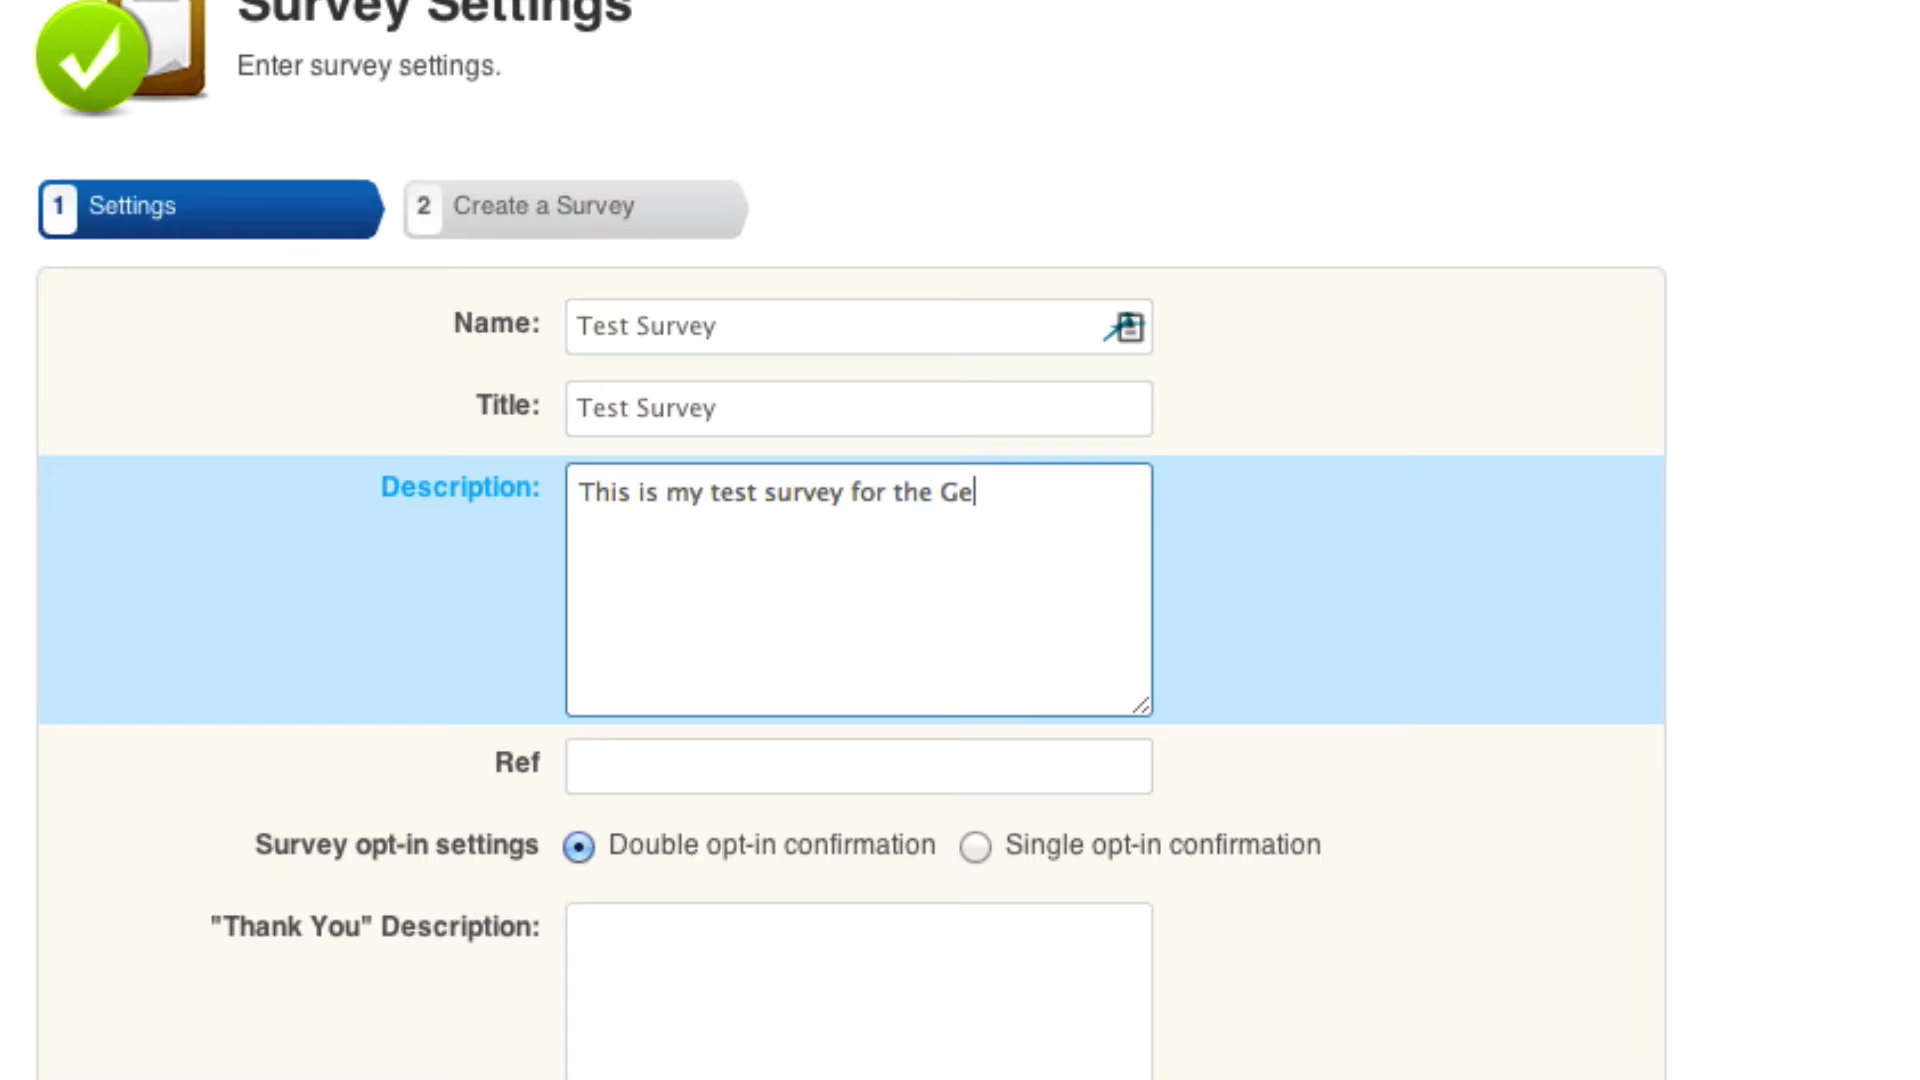 Survey Settings
Enter survey settings.
1 Settings
2 Create a Survey
Name: Test Survey
Title: Test Survey
Description: This is my test survey for the Ge
Ref
Survey opt-in settings Double opt-in confirmation Single opt-in confirmation
"Thank You" Description: